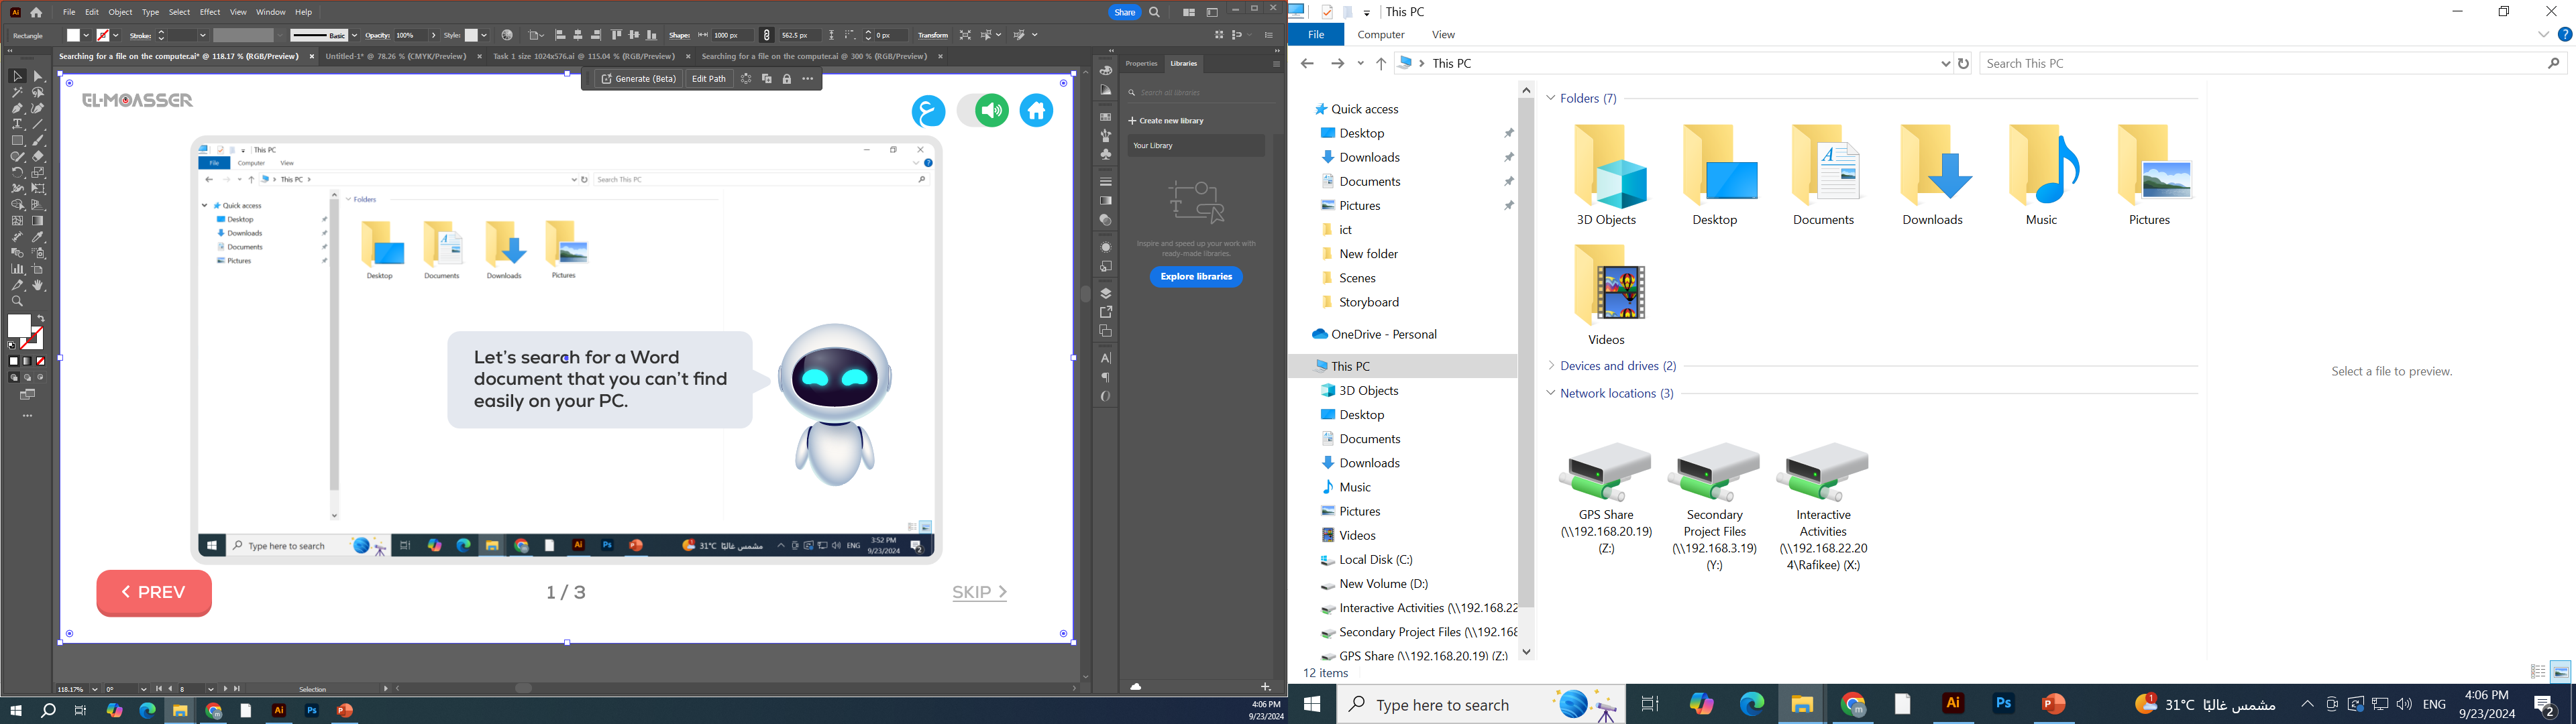 File Edit Object Type Select Effect View Window Help
Share
Rectangle Stroke: Basic Opacity: 100% Style: Shape: 1000 px 562.5 px 0 px Transform
Searching for a file on the computer.ai* @ 118.17 % (RGB/Preview)
Untitled-1* @ 78.26 % (CMYK/Preview)
Task 1 size 1024x576.ai @ 115.04 % (RGB/Preview)
Searching for a file on the computer.ai @ 300 % (RGB/Preview)
Generate (Beta) Edit Path
EL-MOASSER
This PC
File Computer View
This PC
Search This PC
Quick access
Desktop
Downloads
Documents
Pictures
Folders
Desktop Documents Downloads Pictures
Let's search for a Word
document that you can't find
easily on your PC.
Type here to search
31°C مشمس غالبًا
ENG
3:52 PM
9/23/2024
2
PREV
1 / 3
SKIP
118.17% 0° 8 Selection
Properties Libraries
Search all libraries
Create new library
Your Library
Inspire and speed up your work with
ready-made libraries.
Explore libraries
4:06 PM
9/23/2024
This PC
File Computer View
This PC
Search This PC
Quick access
Desktop
Downloads
Documents
Pictures
ict
New folder
Scenes
Storyboard
OneDrive - Personal
This PC
3D Objects
Desktop
Documents
Downloads
Music
Pictures
Videos
Local Disk (C:)
New Volume (D:)
Interactive Activities (\\192.168.22
Secondary Project Files (\\192.168
GPS Share (\\192.168.20.19) (Z:)
12 items
Folders (7)
3D Objects Desktop Documents Downloads Music Pictures
Videos
Devices and drives (2)
Network locations (3)
GPS Share
(\\192.168.20.19)
(Z:)
Secondary
Project Files
(\\192.168.3.19)
(Y:)
Interactive
Activities
(\\192.168.22.20
4\Rafikee) (X:)
Select a file to preview.
Type here to search
1
31°C مشمس غالبًا
ENG
4:06 PM
9/23/2024
2